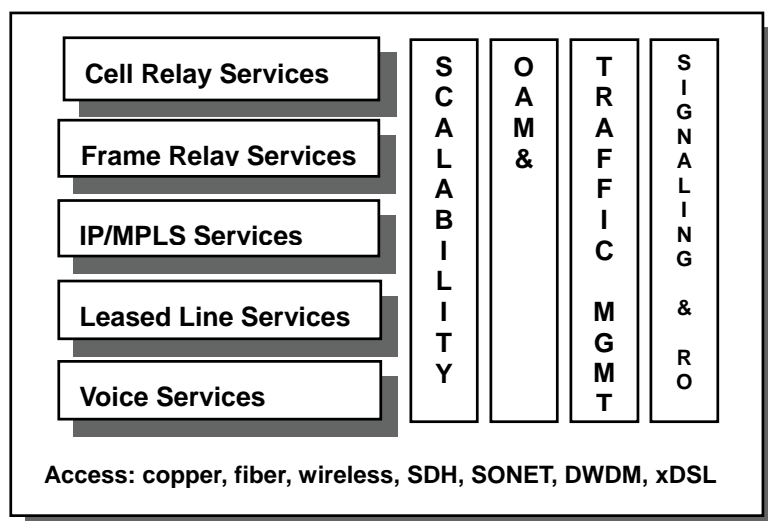 Cell Relay Services
Frame Relay Services
IP/MPLS Services
Leased Line Services
Voice Services
SCALABILITY
OAM&
TRAFFIC MGMT
SIGNALING & RO
Access: copper, fiber, wireless, SDH, SONET, DWDM, xDSL